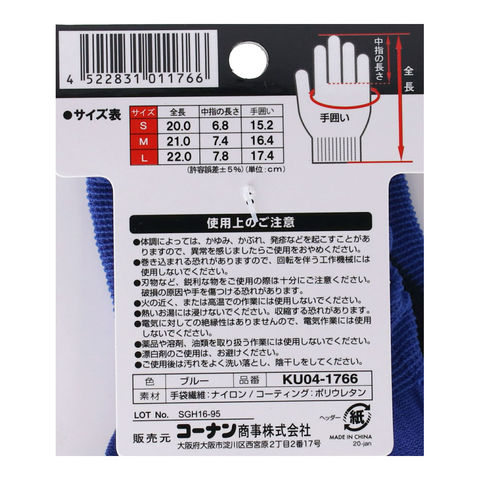 4 522831 011766
●サイズ表
サイズ 全長 中指の長さ 手囲い
S 20.0 6.8 15.2
M 21.0 7.4 16.4
L 22.0 7.8 17.4
(許容誤差±5%)(単位:cm)
中指の長さ
全長
手囲い
使用上のご注意
●体調によっては、かゆみ、かぶれ、発疹などを起こすことがあ
りますので、異常を感じましたらご使用をおやめください。
●巻き込まれる恐れがありますので、回転を伴う工作機械には
使用しないでください。
●刃物など、鋭利な物をご使用の際は十分にご注意ください。
破損の原因や手を傷つける恐れがあります。
●火の近く、または高温での作業には使用しないでください。
●熱いお湯には浸けないでください。収縮する恐れがあります。
●電気に対しての絶縁性はありませんので、電気作業には使
用しないでください。
●薬品や溶剤、油類を取り扱う作業には使用しないでください。
●漂白剤のご使用は、お避けください。
●ご使用後は汚れをよく洗い落とし、陰干しをしてください。
色 ブルー 品番 KU04-1766
素材 手袋繊維:ナイロン/コーティング:ポリウレタン
LOT No. SGH16-95
販売元 コーナン商事株式会社
大阪府大阪市淀川区西宮原2丁目2番17号
ヘッダー
紙
MADE IN CHINA
20-jan